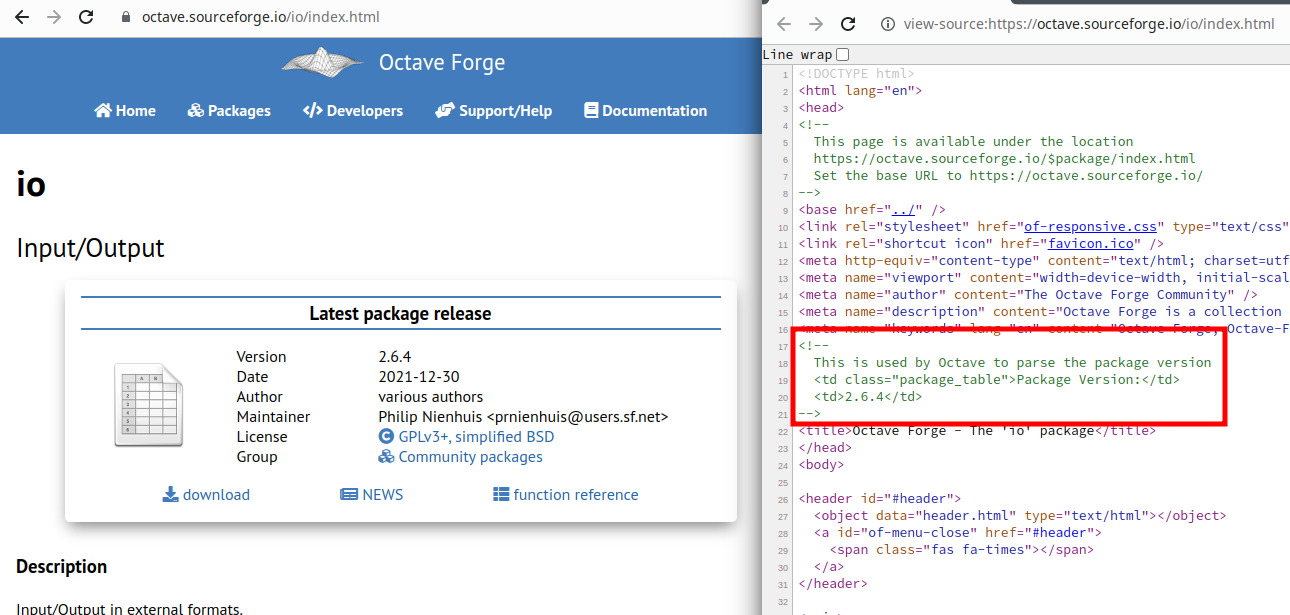 octave.sourceforge.io/io/index.html
Octave Forge
Home Packages Developers Support/Help Documentation
io
Input/Output
Latest package release
Version 2.6.4
Date 2021-12-30
Author various authors
Maintainer Philip Nienhuis <prnienhuis@users.sf.net>
License GPLv3+, simplified BSD
Group Community packages
download NEWS function reference
Description
Input/Output in external formats.
view-source:https://octave.sourceforge.io/io/index.html
Line wrap
1 <!DOCTYPE html>
2 <html lang="en">
3 <head>
4 <!--
5 This page is available under the location
6 https://octave.sourceforge.io/$package/index.html
7 Set the base URL to https://octave.sourceforge.io/
8 -->
9 <base href="../" />
10 <link rel="stylesheet" href="of-responsive.css" type="text/css"
11 <link rel="shortcut icon" href="favicon.ico" />
12 <meta http-equiv="content-type" content="text/html; charset=utf
13 <meta name="viewport" content="width=device-width, initial-scal
14 <meta name="author" content="The Octave Forge Community" />
15 <meta name="description" content="Octave Forge is a collection
16 <meta name="keywords" lang="en" content="Octave Forge, Octave-F
17 <!--
18 This is used by Octave to parse the package version
19 <td class="package_table">Package Version:</td>
20 <td>2.6.4</td>
21 -->
22 <title>Octave Forge - The 'io' package</title>
23 </head>
24 <body>
25
26 <header id="#header">
27 <object data="header.html" type="text/html"></object>
28 <a id="of-menu-close" href="#header">
29 <span class="fas fa-times"></span>
30 </a>
31 </header>
32